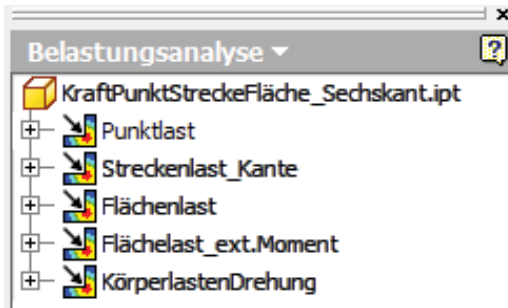 Belastungsanalyse
KraftPunktStreckeFläche_Sechskant.ipt
Punktlast
Streckenlast_Kante
Flächenlast
Flächelast_ext.Moment
KörperlastenDrehung